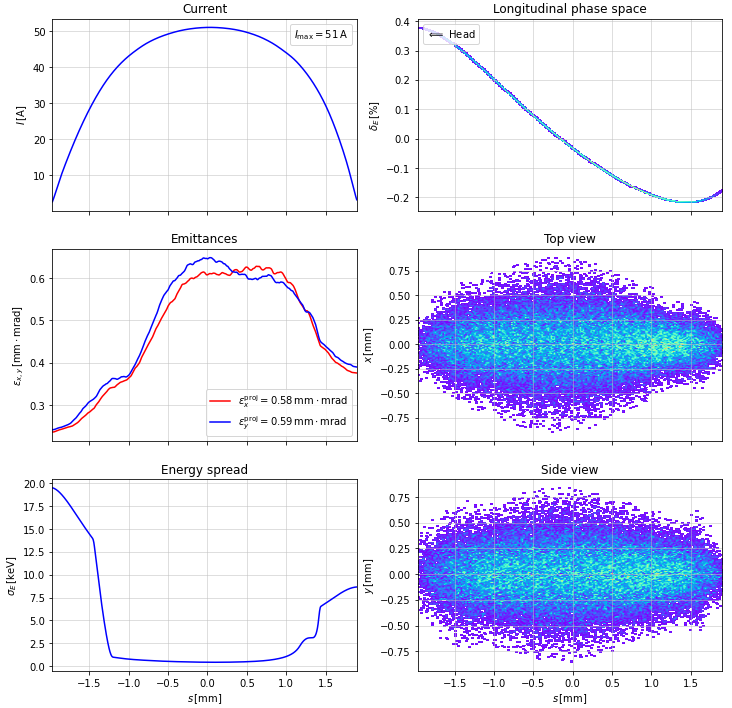 Current
I [A]
50
40
30
20
10
I_max = 51 A
Longitudinal phase space
δ_E [%]
0.4
0.3
0.2
0.1
0.0
−0.1
−0.2
⟸ Head
Emittances
ε_x, y [mm · mrad]
0.6
0.5
0.4
0.3
ε_x^proj = 0.58 mm · mrad
ε_y^proj = 0.59 mm · mrad
Top view
x [mm]
0.75
0.50
0.25
0.00
−0.25
−0.50
−0.75
Energy spread
σ_E [keV]
20.0
17.5
15.0
12.5
10.0
7.5
5.0
2.5
0.0
−1.5 −1.0 −0.5 0.0 0.5 1.0 1.5
s [mm]
Side view
y [mm]
0.75
0.50
0.25
0.00
−0.25
−0.50
−0.75
−1.5 −1.0 −0.5 0.0 0.5 1.0 1.5
s [mm]